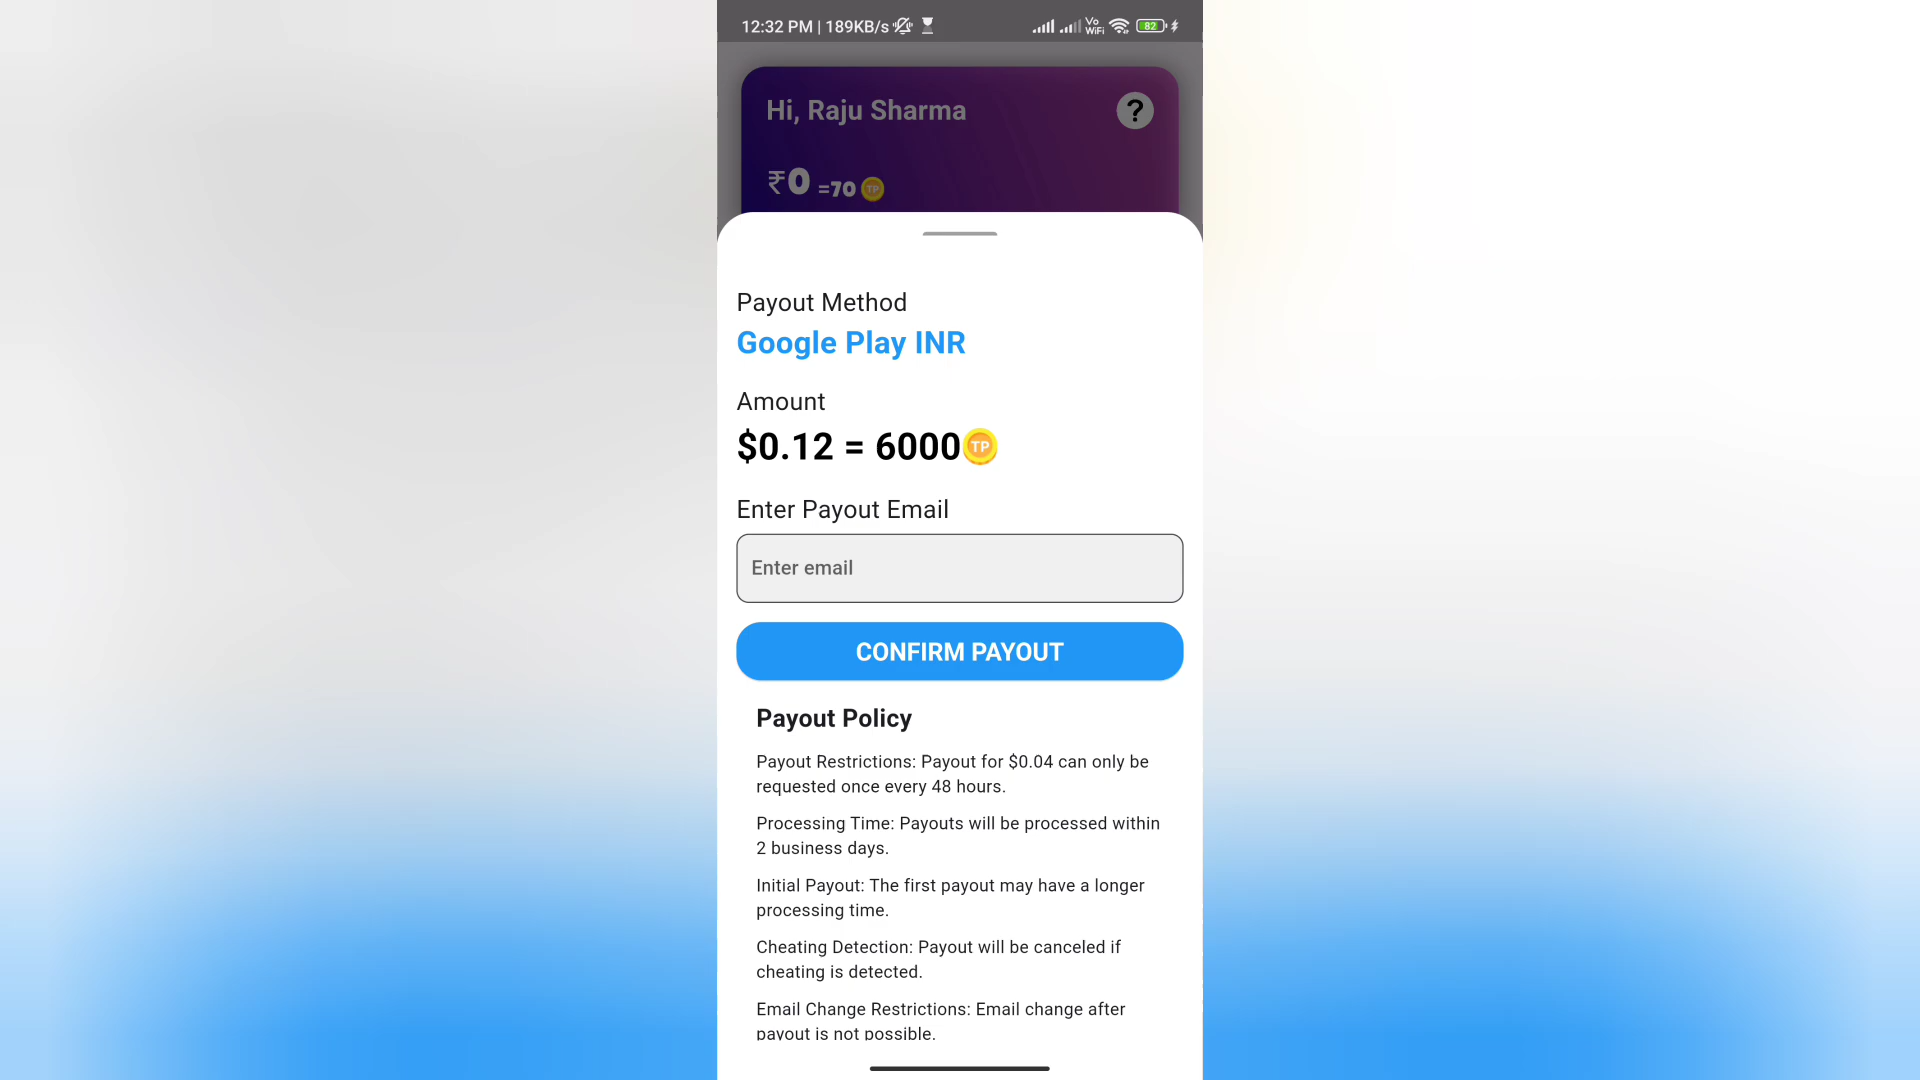 12:32 PM | 189KB/s Vo WiFi 82
Hi, Raju Sharma ?
₹0 =70 TP
Payout Method
Google Play INR
Amount
$0.12 = 6000 TP
Enter Payout Email
Enter email
CONFIRM PAYOUT
Payout Policy
Payout Restrictions: Payout for $0.04 can only be
requested once every 48 hours.
Processing Time: Payouts will be processed within
2 business days.
Initial Payout: The first payout may have a longer
processing time.
Cheating Detection: Payout will be canceled if
cheating is detected.
Email Change Restrictions: Email change after
payout is not possible.